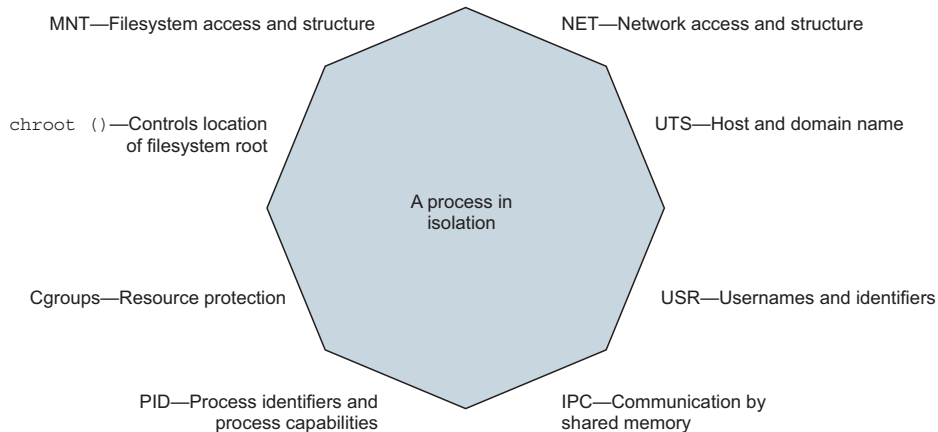 MNT—Filesystem access and structure
NET—Network access and structure
chroot ()—Controls location
of filesystem root
UTS—Host and domain name
A process in
isolation
Cgroups—Resource protection
USR—Usernames and identifiers
PID—Process identifiers and
process capabilities
IPC—Communication by
shared memory